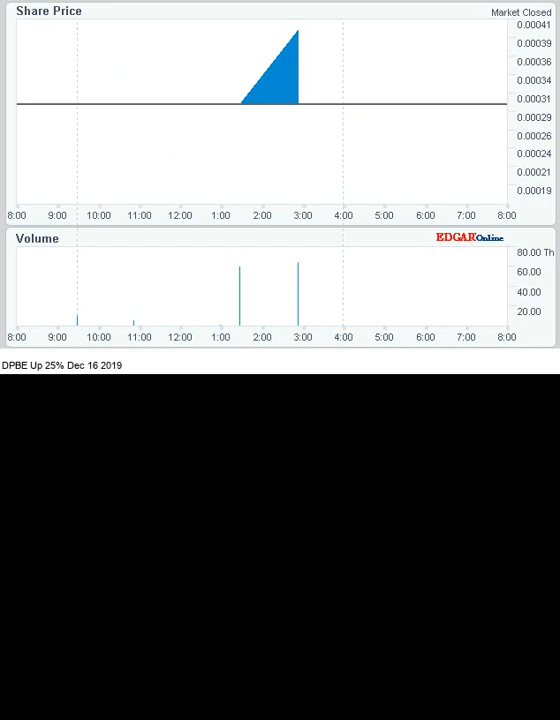 Share Price
Market Closed
0.00041
0.00039
0.00036
0.00034
0.00031
0.00029
0.00026
0.00024
0.00021
0.00019
8:00 9:00 10:00 11:00 12:00 1:00 2:00 3:00 4:00 5:00 6:00 7:00 8:00
Volume
EDGAR Online
80.00 Th
60.00
40.00
20.00
8:00 9:00 10:00 11:00 12:00 1:00 2:00 3:00 4:00 5:00 6:00 7:00 8:00
DPBE Up 25% Dec 16 2019